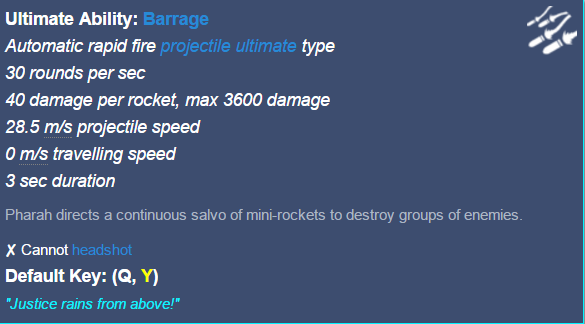 Ultimate Ability: Barrage
Automatic rapid fire projectile ultimate type
30 rounds per sec
40 damage per rocket, max 3600 damage
28.5 m/s projectile speed
0 m/s travelling speed
3 sec duration
Pharah directs a continuous salvo of mini-rockets to destroy groups of enemies.
✗ Cannot headshot
Default Key: (Q, Y)
"Justice rains from above!"